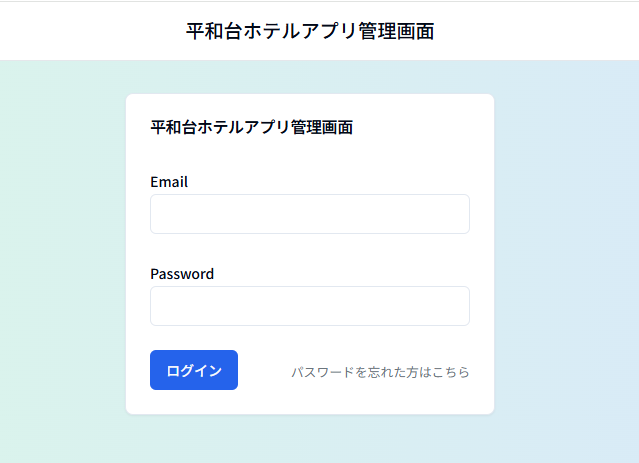 平和台ホテルアプリ管理画面
平和台ホテルアプリ管理画面
Email
Password
ログイン
パスワードを忘れた方はこちら